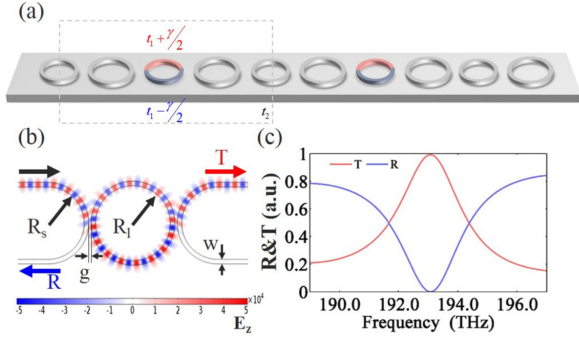 (a)
t₁+γ/2
t₁−γ/2
t₂
(b)
T
Rₛ
Rₗ
R
g
w
-5 -4 -3 -2 -1 0 1 2 3 4 5 ×10⁴
E_z
(c)
T R
R&T (a.u.)
1
0.8
0.6
0.4
0.2
0
190.0 192.0 194.0 196.0
Frequency (THz)